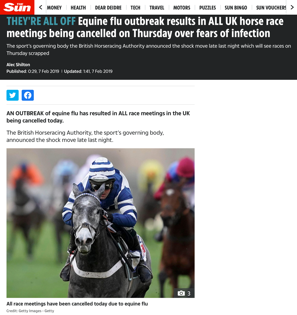 The Sun
MONEY HEALTH DEAR DEIDRE TECH TRAVEL MOTORS PUZZLES SUN BINGO SUN VOUCHERS
THEY'RE ALL OFF Equine flu outbreak results in ALL UK horse race
meetings being cancelled on Thursday over fears of infection
The sport's governing body the British Horseracing Authority announced the shock move late last night which will see races on
Thursday scrapped
Alec Shilton
Published: 0:29, 7 Feb 2019 | Updated: 1:41, 7 Feb 2019
AN OUTBREAK of equine flu has resulted in ALL race meetings in the UK
being cancelled today.
The British Horseracing Authority, the sport's governing body,
announced the shock move late last night.
3
All race meetings have been cancelled today due to equine flu
Credit: Getty Images - Getty